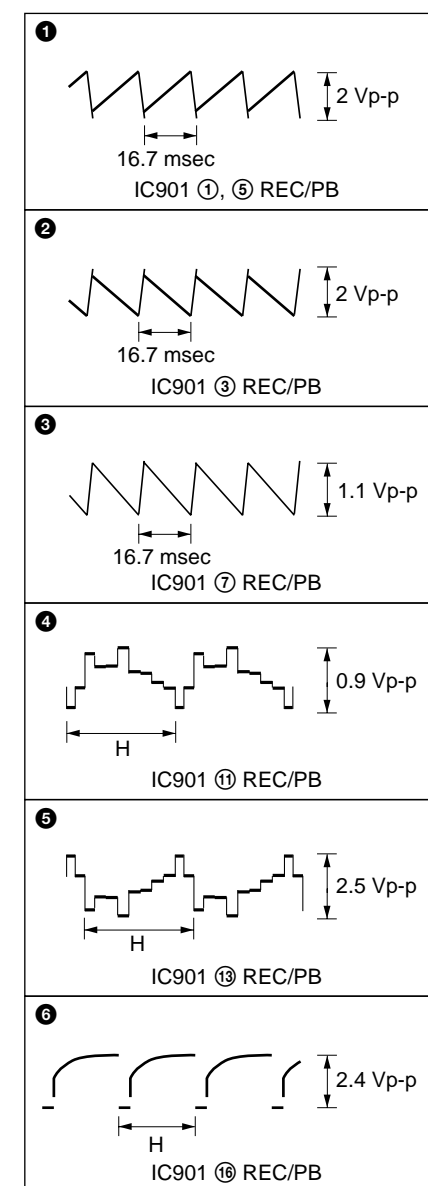 ❶
2 Vp-p
16.7 msec
IC901 ①, ⑤ REC/PB
❷
2 Vp-p
16.7 msec
IC901 ③ REC/PB
❸
1.1 Vp-p
16.7 msec
IC901 ⑦ REC/PB
❹
0.9 Vp-p
H
IC901 ⑪ REC/PB
❺
2.5 Vp-p
H
IC901 ⑬ REC/PB
❻
2.4 Vp-p
H
IC901 ⑯ REC/PB